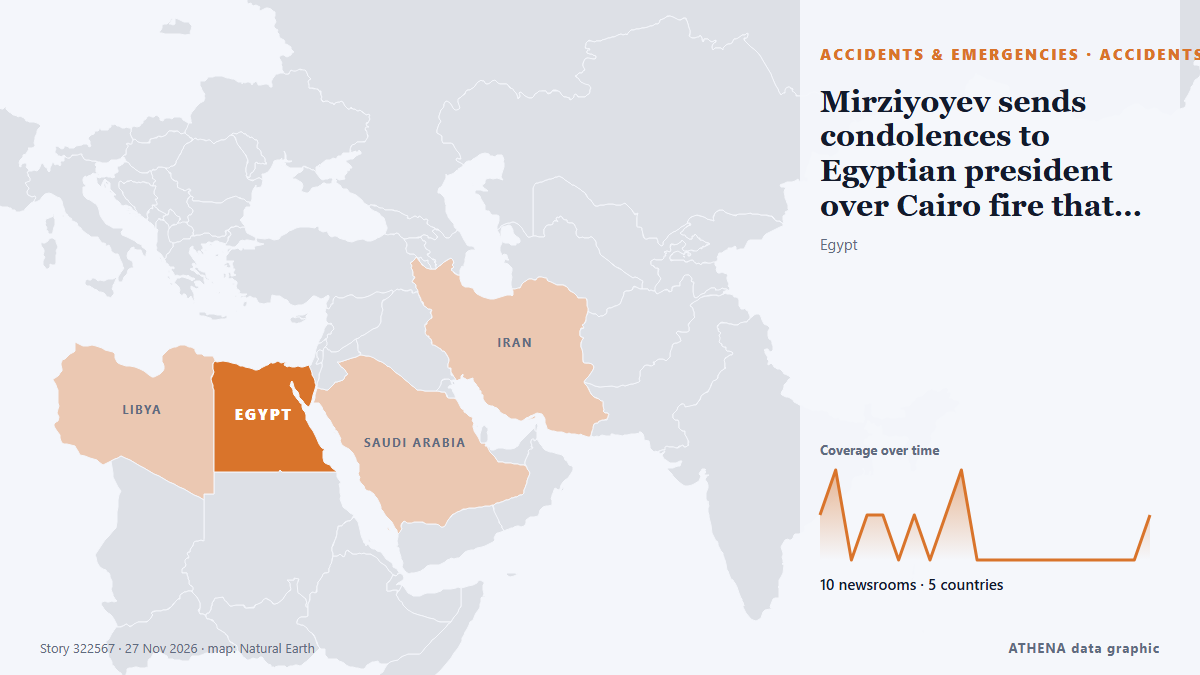 ACCIDENTS & EMERGENCIES · ACCIDENTS
Mirziyoyev sends
condolences to
Egyptian president
over Cairo fire that...
Egypt
IRAN
LIBYA
EGYPT
SAUDI ARABIA
Coverage over time
10 newsrooms · 5 countries
Story 322567 · 27 Nov 2026 · map: Natural Earth
ATHENA data graphic